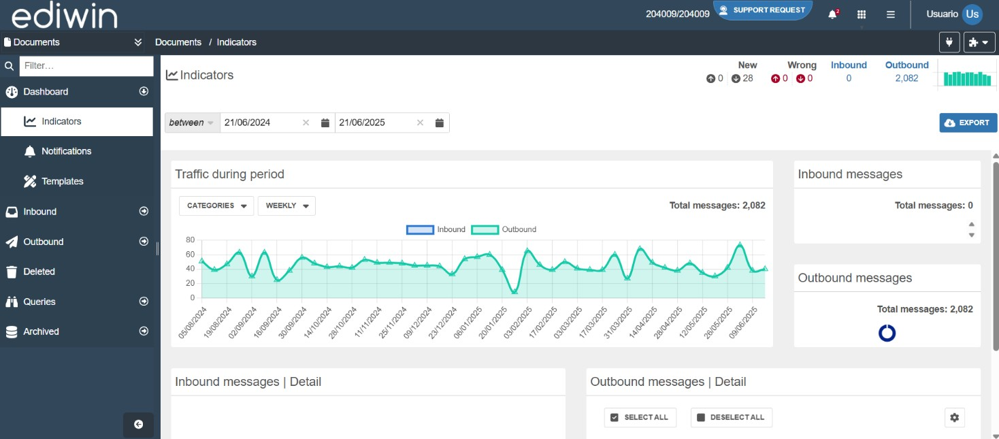 ediwin
204009/204009
SUPPORT REQUEST
2
Usuario
Us
Documents
Documents / Indicators
Filter…
Dashboard
Indicators
Notifications
Templates
Inbound
Outbound
Deleted
Queries
Archived
Indicators
New
0
28
Wrong
0
0
Inbound
0
Outbound
2,082
between
21/06/2024
21/06/2025
EXPORT
Traffic during period
CATEGORIES
WEEKLY
Total messages: 2,082
Inbound
Outbound
80
60
40
20
0
05/08/2024
19/08/2024
02/09/2024
16/09/2024
30/09/2024
14/10/2024
28/10/2024
11/11/2024
25/11/2024
09/12/2024
23/12/2024
06/01/2025
20/01/2025
03/02/2025
17/02/2025
03/03/2025
17/03/2025
31/03/2025
14/04/2025
28/04/2025
12/05/2025
26/05/2025
09/06/2025
Inbound messages
Total messages: 0
Outbound messages
Total messages: 2,082
Inbound messages | Detail
Outbound messages | Detail
SELECT ALL
DESELECT ALL